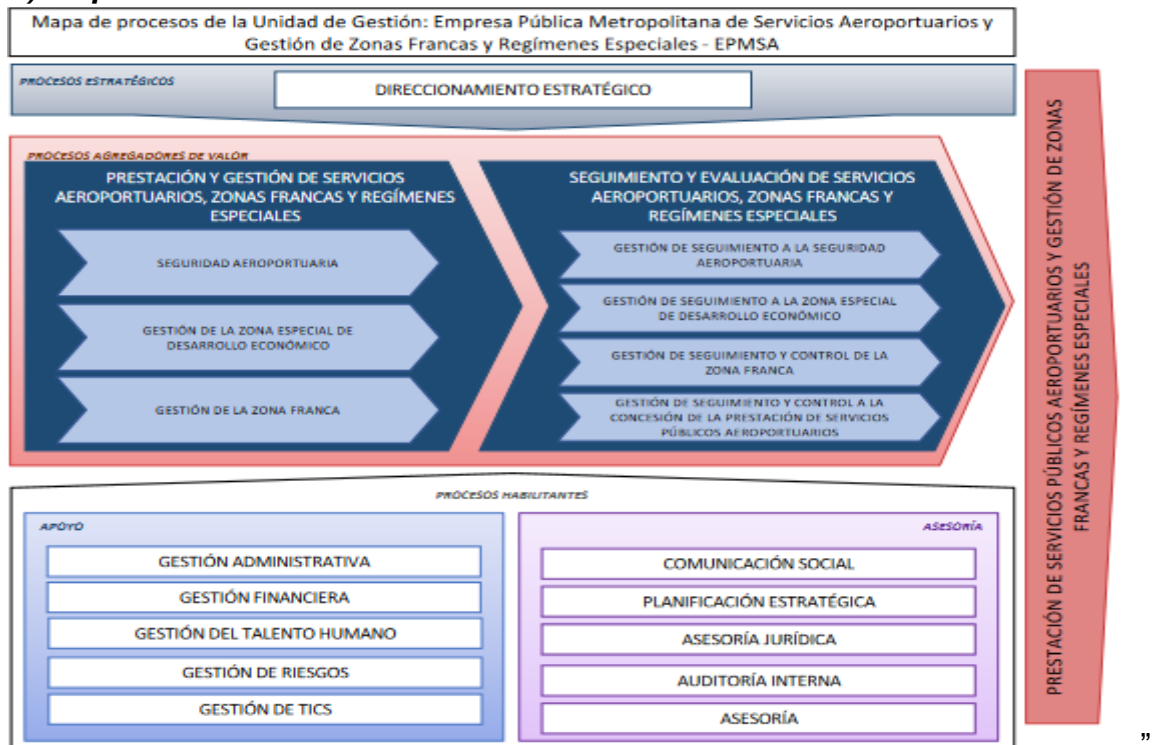 Mapa de procesos de la Unidad de Gestión: Empresa Pública Metropolitana de Servicios Aeroportuarios y
Gestión de Zonas Francas y Regímenes Especiales - EPMSA
PROCESOS ESTRATÉGICOS
DIRECCIONAMIENTO ESTRATÉGICO
PROCESOS AGREGADORES DE VALOR
PRESTACIÓN Y GESTIÓN DE SERVICIOS
AEROPORTUARIOS, ZONAS FRANCAS Y REGÍMENES
ESPECIALES
SEGURIDAD AEROPORTUARIA
GESTIÓN DE LA ZONA ESPECIAL DE
DESARROLLO ECONÓMICO
GESTIÓN DE LA ZONA FRANCA
SEGUIMIENTO Y EVALUACIÓN DE SERVICIOS
AEROPORTUARIOS, ZONAS FRANCAS Y
REGÍMENES ESPECIALES
GESTIÓN DE SEGUIMIENTO A LA SEGURIDAD
AEROPORTUARIA
GESTIÓN DE SEGUIMIENTO A LA ZONA ESPECIAL
DE DESARROLLO ECONÓMICO
GESTIÓN DE SEGUIMIENTO Y CONTROL DE LA
ZONA FRANCA
GESTIÓN DE SEGUIMIENTO Y CONTROL A LA
CONCESIÓN DE LA PRESTACIÓN DE SERVICIOS
PÚBLICOS AEROPORTUARIOS
PROCESOS HABILITANTES
APOYO
GESTIÓN ADMINISTRATIVA
GESTIÓN FINANCIERA
GESTIÓN DEL TALENTO HUMANO
GESTIÓN DE RIESGOS
GESTIÓN DE TICS
ASESORÍA
COMUNICACIÓN SOCIAL
PLANIFICACIÓN ESTRATÉGICA
ASESORÍA JURÍDICA
AUDITORÍA INTERNA
ASESORÍA
PRESTACIÓN DE SERVICIOS PÚBLICOS AEROPORTUARIOS Y GESTIÓN DE ZONAS
FRANCAS Y REGÍMENES ESPECIALES
”